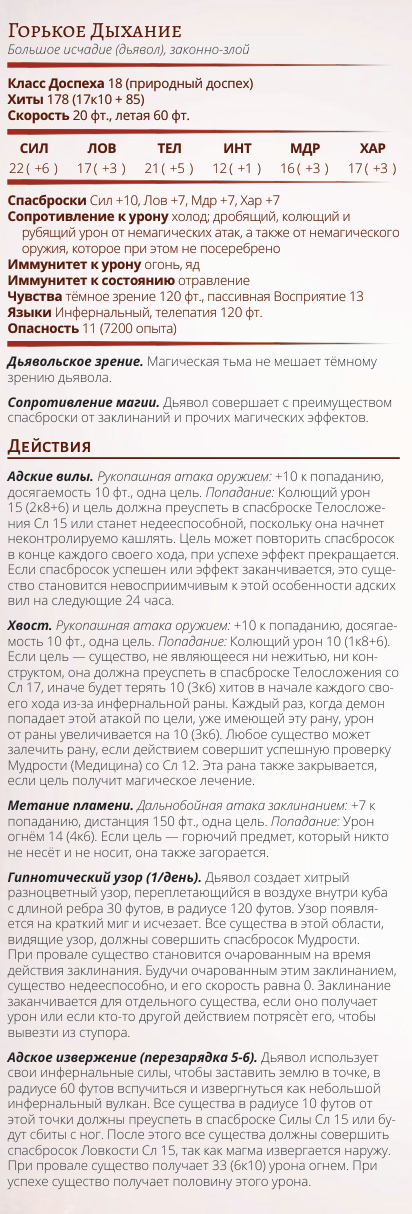 Горькое Дыхание
Большое исчадие (дьявол), законно-злой
Класс Доспеха 18 (природный доспех)
Хиты 178 (17к10 + 85)
Скорость 20 фт., летая 60 фт.
СИЛ ЛОВ ТЕЛ ИНТ МДР ХАР
22 ( +6 ) 17 ( +3 ) 21 ( +5 ) 12 ( +1 ) 16 ( +3 ) 17 ( +3 )
Спасброски Сил +10, Лов +7, Мдр +7, Хар +7
Сопротивление к урону холод; дробящий, колющий и
рубящий урон от немагических атак, а также от немагического
оружия, которое при этом не посеребрено
Иммунитет к урону огонь, яд
Иммунитет к состоянию отравление
Чувства тёмное зрение 120 фт., пассивная Восприятие 13
Языки Инфернальный, телепатия 120 фт.
Опасность 11 (7200 опыта)
Дьявольское зрение. Магическая тьма не мешает тёмному
зрению дьявола.
Сопротивление магии. Дьявол совершает с преимуществом
спасброски от заклинаний и прочих магических эффектов.
Действия
Адские вилы. Рукопашная атака оружием: +10 к попаданию,
досягаемость 10 фт., одна цель. Попадание: Колющий урон
15 (2к8+6) и цель должна преуспеть в спасброске Телосложе-
ния Сл 15 или станет недееспособной, поскольку она начнет
неконтролируемо кашлять. Цель может повторить спасбросок
в конце каждого своего хода, при успехе эффект прекращается.
Если спасбросок успешен или эффект заканчивается, это суще-
ство становится невосприимчивым к этой особенности адских
вил на следующие 24 часа.
Хвост. Рукопашная атака оружием: +10 к попаданию, досягае-
мость 10 фт., одна цель. Попадание: Колющий урон 10 (1к8+6).
Если цель — существо, не являющееся ни нежитью, ни кон-
структом, она должна преуспеть в спасброске Телосложения со
Сл 17, иначе будет терять 10 (3к6) хитов в начале каждого сво-
его хода из-за инфернальной раны. Каждый раз, когда демон
попадает этой атакой по цели, уже имеющей эту рану, урон
от раны увеличивается на 10 (3к6). Любое существо может
залечить рану, если действием совершит успешную проверку
Мудрости (Медицина) со Сл 12. Эта рана также закрывается,
если цель получит магическое лечение.
Метание пламени. Дальнобойная атака заклинанием: +7 к
попаданию, дистанция 150 фт., одна цель. Попадание: Урон
огнём 14 (4к6). Если цель — горючий предмет, который никто
не несёт и не носит, она также загорается.
Гипнотический узор (1/день). Дьявол создает хитрый
разноцветный узор, переплетающийся в воздухе внутри куба
с длиной ребра 30 футов, в радиусе 120 футов. Узор появля-
ется на краткий миг и исчезает. Все существа в этой области,
видящие узор, должны совершить спасбросок Мудрости.
При провале существо становится очарованным на время
действия заклинания. Будучи очарованным этим заклинанием,
существо недееспособно, и его скорость равна 0. Заклинание
заканчивается для отдельного существа, если оно получает
урон или если кто-то другой действием потрясёт его, чтобы
вывезти из ступора.
Адское извержение (перезарядка 5-6). Дьявол использует
свои инфернальные силы, чтобы заставить землю в точке, в
радиусе 60 футов вспучиться и извергнуться как небольшой
инфернальный вулкан. Все существа в радиусе 10 футов от
этой точки должны преуспеть в спасброске Силы Сл 15 или бу-
дут сбиты с ног. После этого все существа должны совершить
спасбросок Ловкости Сл 15, так как магма извергается наружу.
При провале существо получает 33 (6к10) урона огнем. При
успехе существо получает половину этого урона.